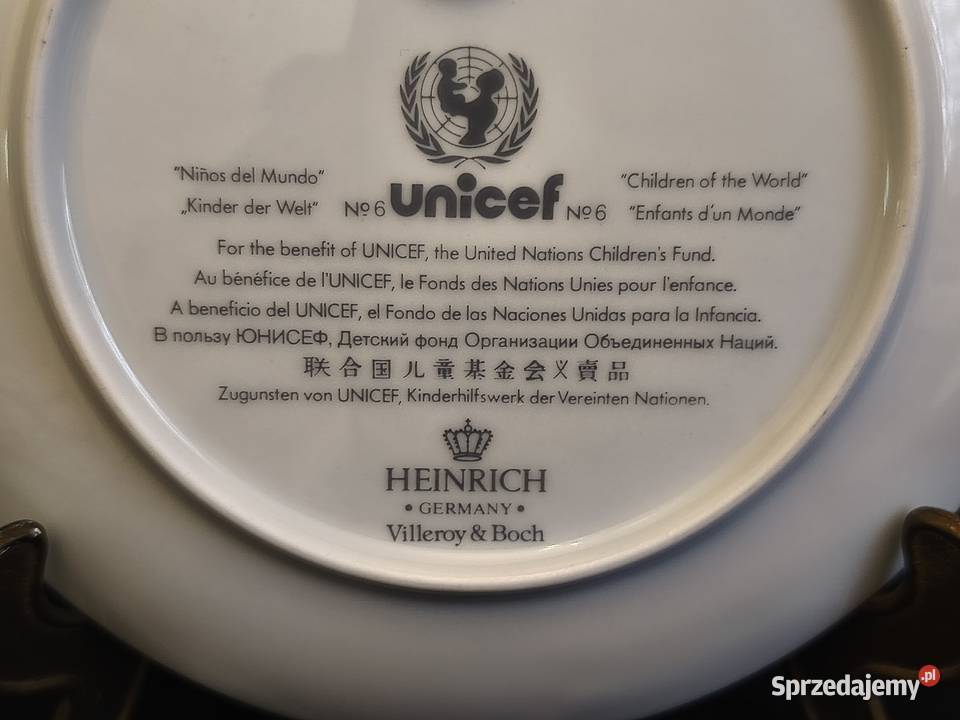 "Niños del Mundo"
"Children of the World"
„Kinder der Welt"
Nº 6 unicef Nº 6
"Enfants d'un Monde"
For the benefit of UNICEF, the United Nations Children's Fund.
Au bénéfice de l'UNICEF, le Fonds des Nations Unies pour l'enfance.
A beneficio del UNICEF, el Fondo de las Naciones Unidas para la Infancia.
В пользу ЮНИСЕФ, Детский фонд Организации Объединенных Наций.
联合国儿童基金会义賣品
Zugunsten von UNICEF, Kinderhilfswerk der Vereinten Nationen.
HEINRICH
• GERMANY •
Villeroy & Boch
Sprzedajemy.pl